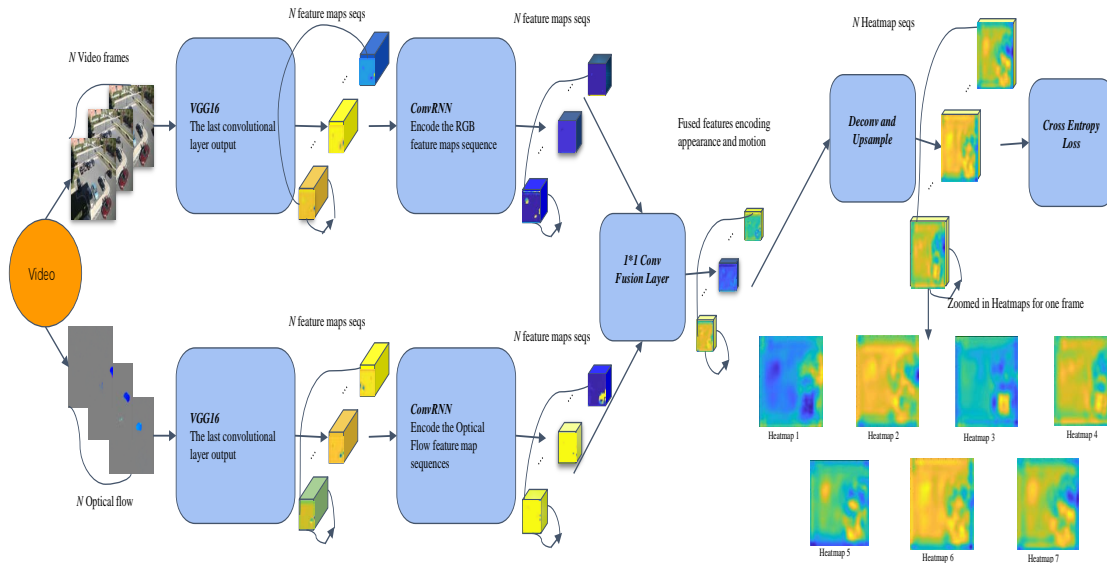 N Video frames
N feature maps seqs
N feature maps seqs
N Heatmap seqs
VGG16
The last convolutional
layer output
ConvRNN
Encode the RGB
feature maps sequence
Fused features encoding
appearance and motion
Deconv and
Upsample
Cross Entropy
Loss
Video
1*1 Conv
Fusion Layer
Zoomed in Heatmaps for one frame
N feature maps seqs
N feature maps seqs
VGG16
The last convolutional
layer output
ConvRNN
Encode the Optical
Flow feature map
sequences
N Optical flow
Heatmap 1
Heatmap 2
Heatmap 3
Heatmap 4
Heatmap 5
Heatmap 6
Heatmap 7